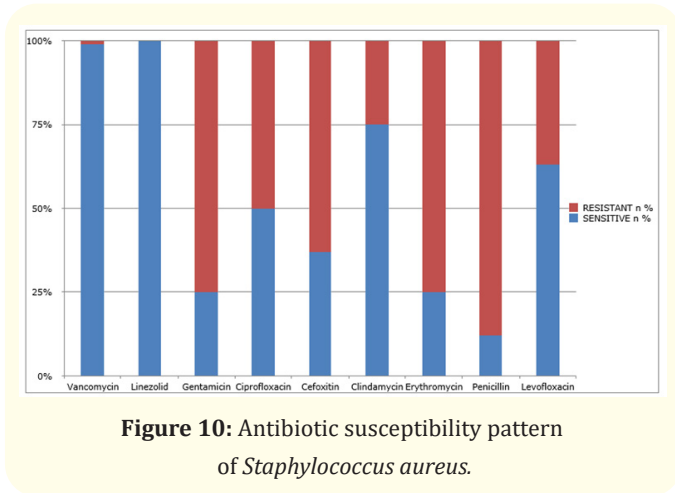 100%
75%
50%
25%
0%
RESISTANT n %
SENSITIVE n %
Vancomycin Linezolid Gentamicin Ciprofloxacin Cefoxitin Clindamycin Erythromycin Penicillin Levofloxacin
Figure 10: Antibiotic susceptibility pattern
of Staphylococcus aureus.